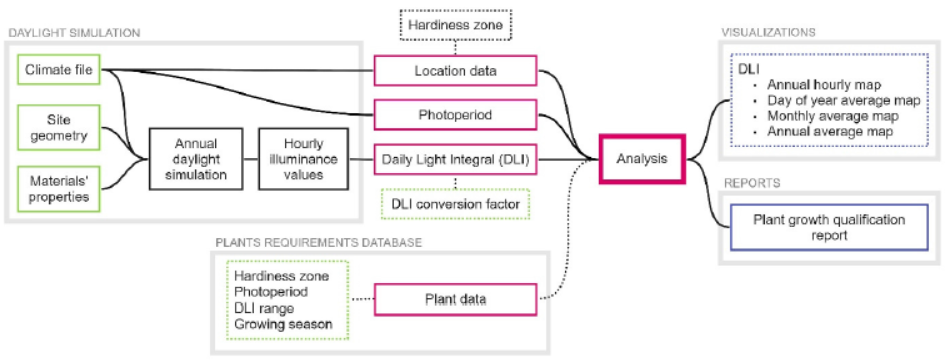 DAYLIGHT SIMULATION
Climate file
Site
geometry
Materials'
properties
Annual
daylight
simulation
Hourly
illuminance
values
Hardiness zone
Location data
Photoperiod
Daily Light Integral (DLI)
DLI conversion factor
PLANTS REQUIREMENTS DATABASE
Hardiness zone
Photoperiod
DLI range
Growing season
Plant data
Analysis
VISUALIZATIONS
DLI
• Annual hourly map
• Day of year average map
• Monthly average map
• Annual average map
REPORTS
Plant growth qualification
report